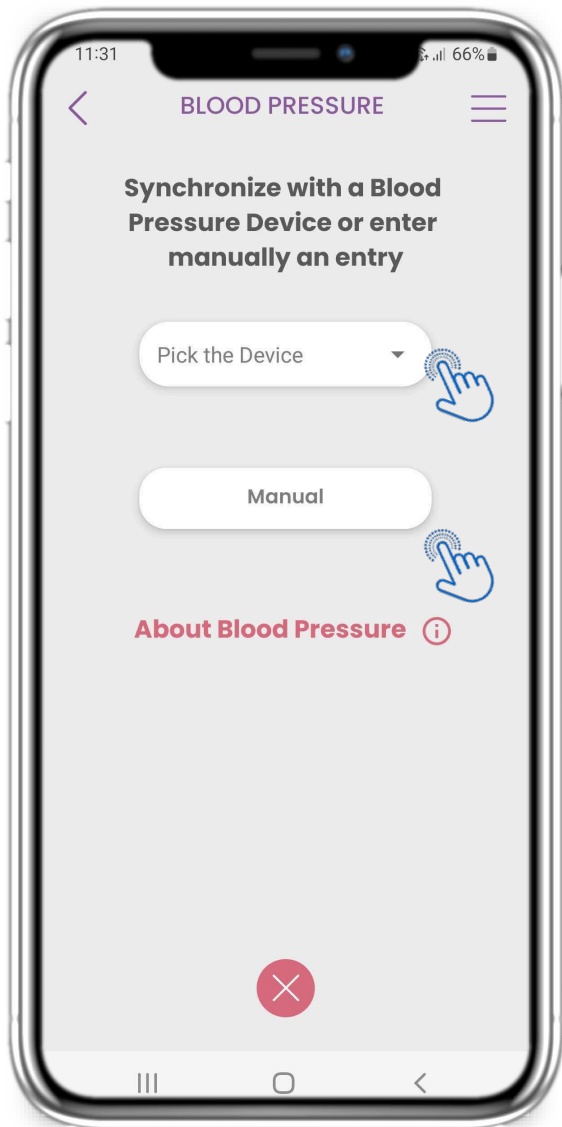 11:31
66%
BLOOD PRESSURE
Synchronize with a Blood
Pressure Device or enter
manually an entry
Pick the Device
Manual
About Blood Pressure